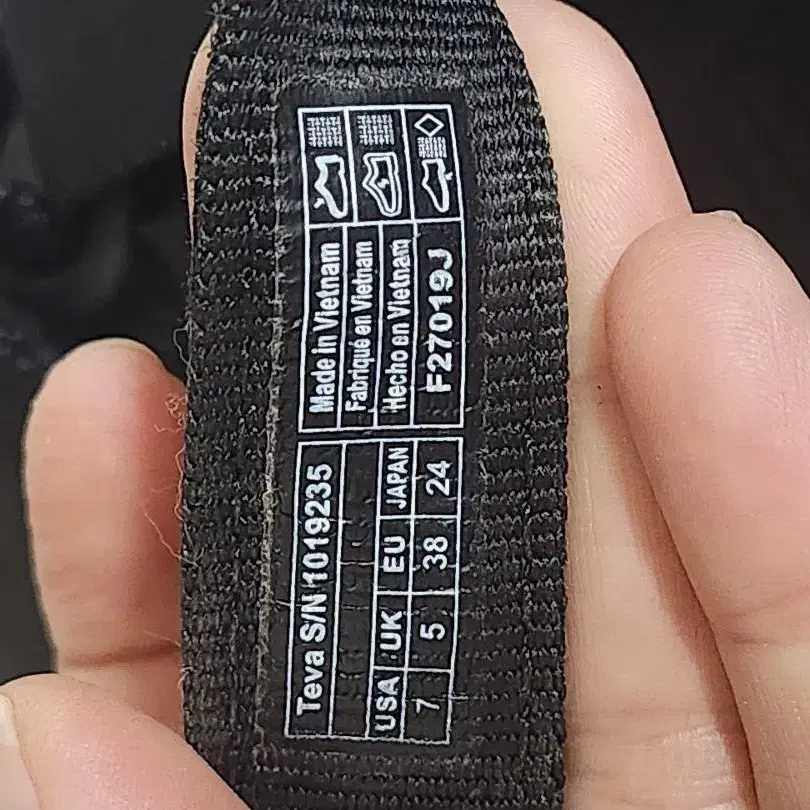 Teva S/N 1019235
USA UK EU JAPAN
7 5 38 24
Made in Vietnam
Fabriqué en Vietnam
Hecho en Vietnam
F27019J